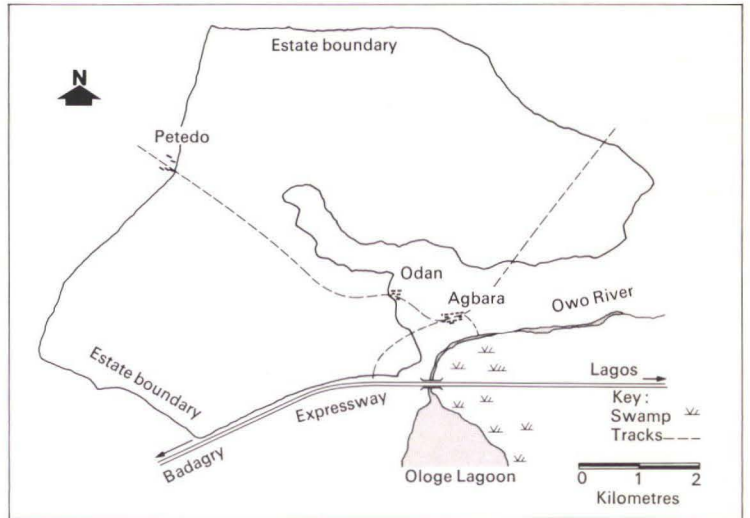 Estate boundary
N
Petedo
Odan
Agbara
Owo River
Estate boundary
Lagos
Expressway
Key:
Swamp
Tracks
Badagry
Ologe Lagoon
0 1 2
Kilometres